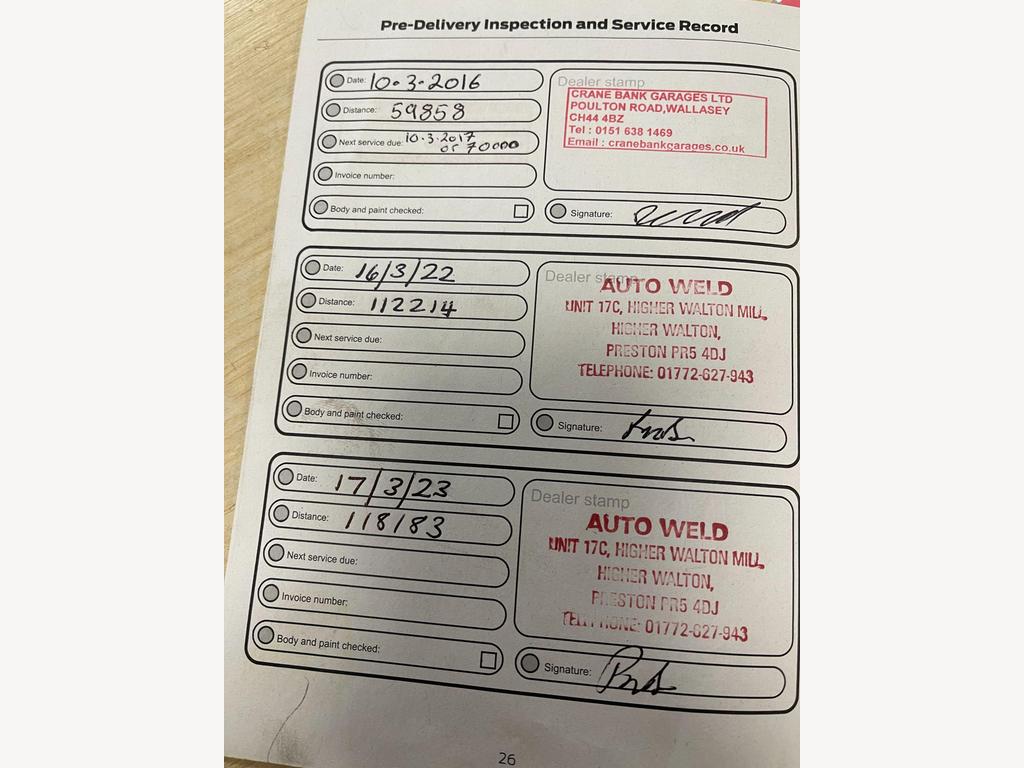 Pre-Delivery Inspection and Service Record
Date: 10-3-2016
Distance: 59858
Next service due: 10.3.2017
or 70000
Invoice number:
Body and paint checked:
Dealer stamp
CRANE BANK GARAGES LTD
POULTON ROAD,WALLASEY
CH44 4BZ
Tel : 0151 638 1469
Email : cranebankgarages.co.uk
Signature:
Date: 16/3/22
Distance: 112214
Next service due:
Invoice number:
Body and paint checked:
Dealer stamp
AUTO WELD
UNIT 17C, HIGHER WALTON MILL,
HIGHER WALTON,
PRESTON PR5 4DJ
TELEPHONE: 01772-627-943
Signature:
Date: 17/3/23
Distance: 118183
Next service due:
Invoice number:
Body and paint checked:
Dealer stamp
AUTO WELD
UNIT 17C, HIGHER WALTON MILL,
HIGHER WALTON,
PRESTON PR5 4DJ
TELEPHONE: 01772-627-943
Signature:
26